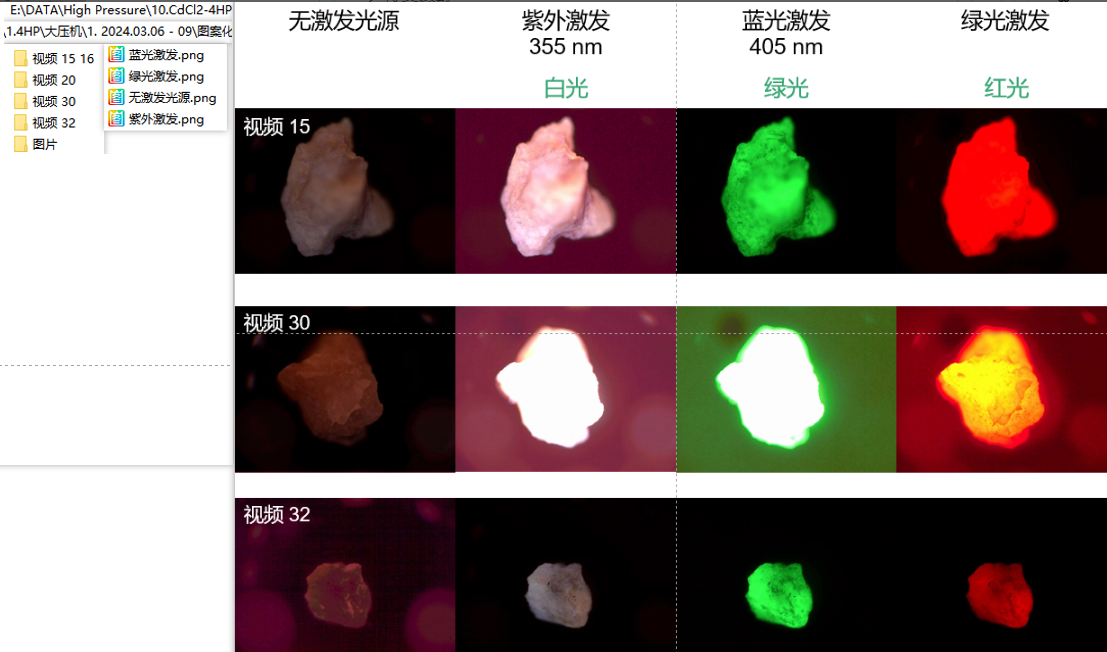 E:\DATA\High Pressure\10.CdCl2-4HP
\1.4HP\大压机\1. 2024.03.06 - 09\图案化
视频 15 16
视频 20
视频 30
视频 32
图片
蓝光激发.png
绿光激发.png
无激发光源.png
紫外激发.png
无激发光源
紫外激发
355 nm
白光
蓝光激发
405 nm
绿光
绿光激发
红光
视频 15
视频 30
视频 32